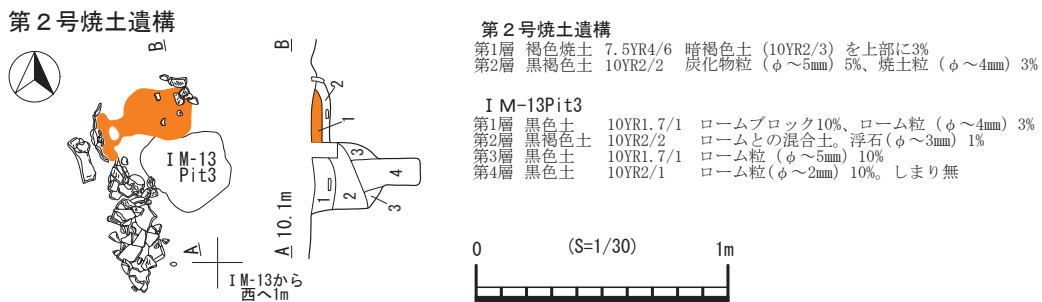 第２号焼土遺構
B
B
2
1
ⅠM-13
Pit3
3
4
1
2
3
A
A 10.1m
ⅠM-13から
西へ1m
第２号焼土遺構
第1層 褐色焼土 7.5YR4/6 暗褐色土 (10YR2/3) を上部に3%
第2層 黒褐色土 10YR2/2 炭化物粒 (φ～5mm) 5%、焼土粒 (φ～4mm) 3%
ⅠM-13Pit3
第1層 黒色土 10YR1.7/1 ロームブロック10%、ローム粒 (φ～4mm) 3%
第2層 黒褐色土 10YR2/2 ロームとの混合土。浮石(φ～3mm) 1%
第3層 黒色土 10YR1.7/1 ローム粒 (φ～5mm) 10%
第4層 黒色土 10YR2/1 ローム粒(φ～2mm) 10%。しまり無
0 (S=1/30) 1m